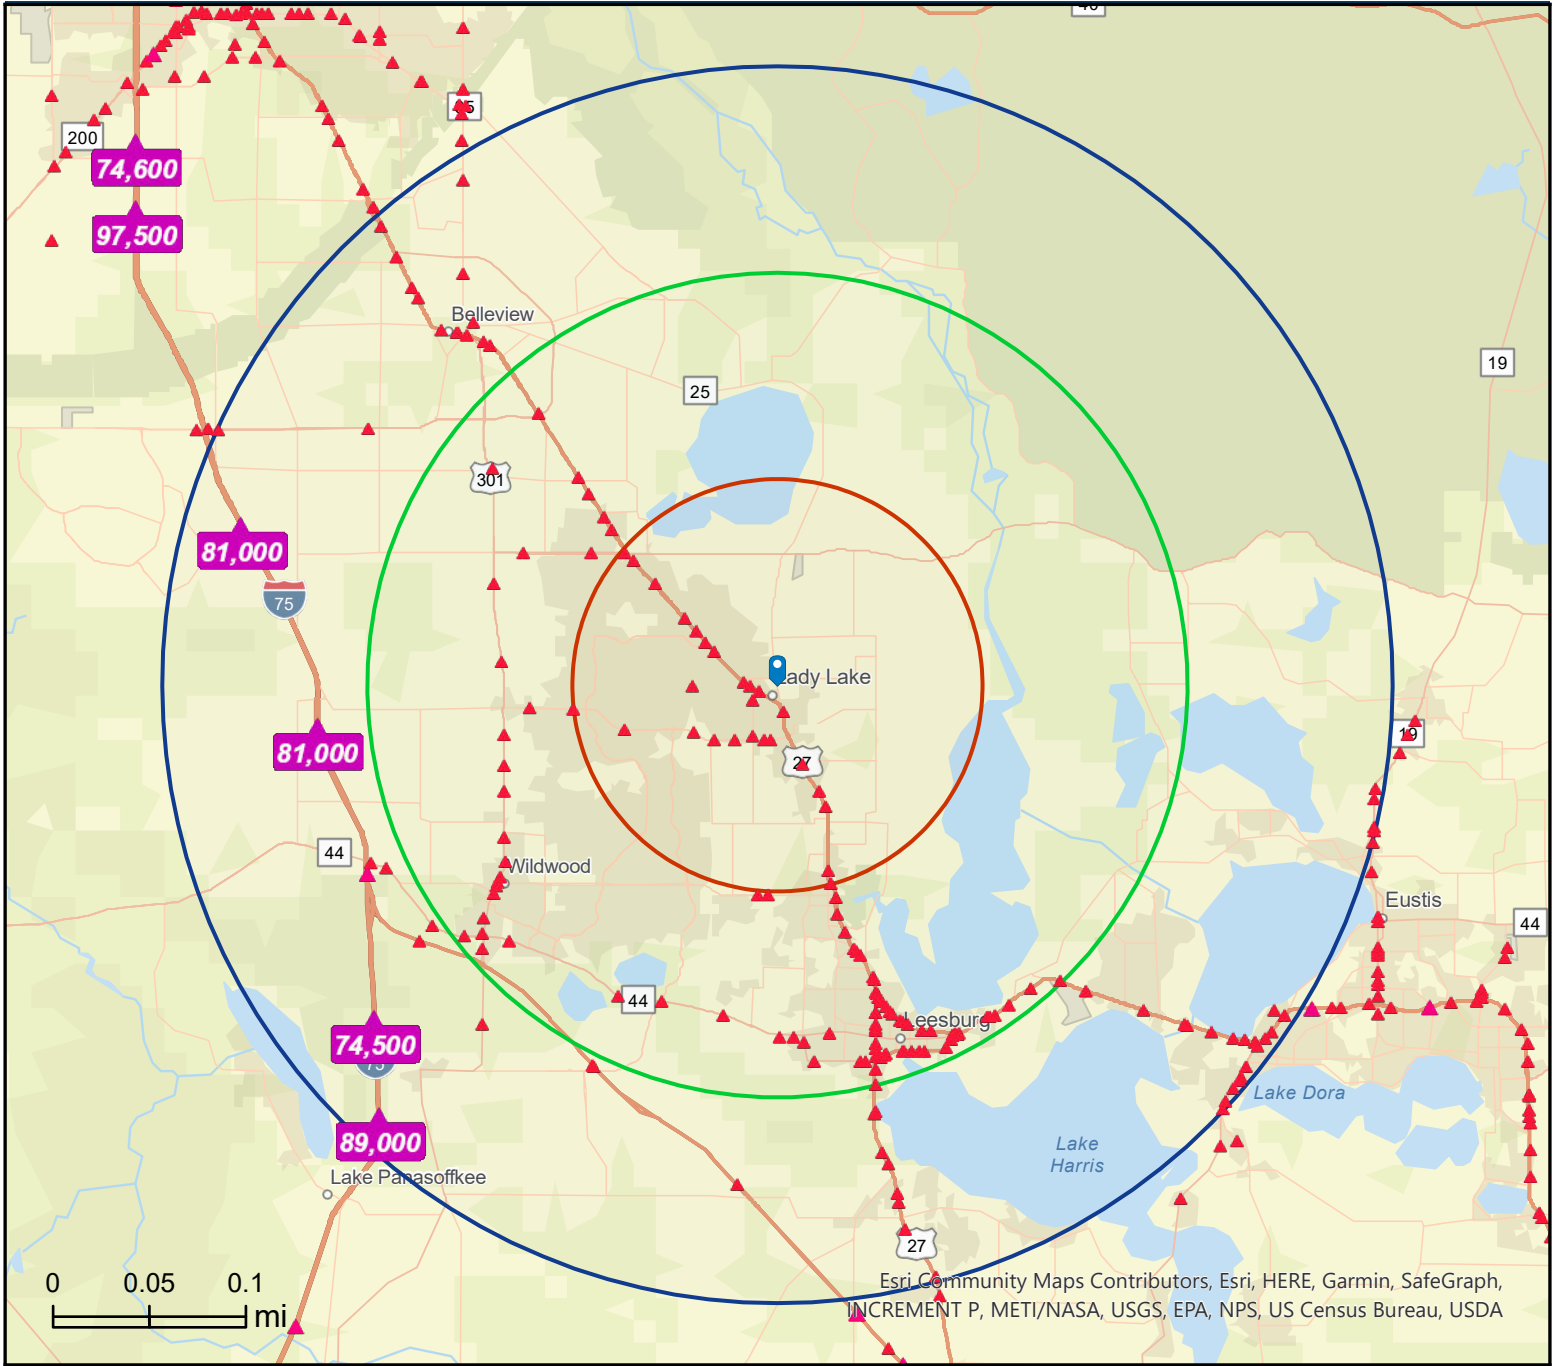 40
200
74,600
97,500
Belleview
25
19
301
81,000
75
Lady Lake
81,000
27
19
44
Wildwood
Eustis
44
44
Leesburg
74,500
75
Lake Dora
89,000
Lake
Harris
Lake Panasoffkee
27
0 0.05 0.1
mi
Esri Community Maps Contributors, Esri, HERE, Garmin, SafeGraph,
INCREMENT P, METI/NASA, USGS, EPA, NPS, US Census Bureau, USDA